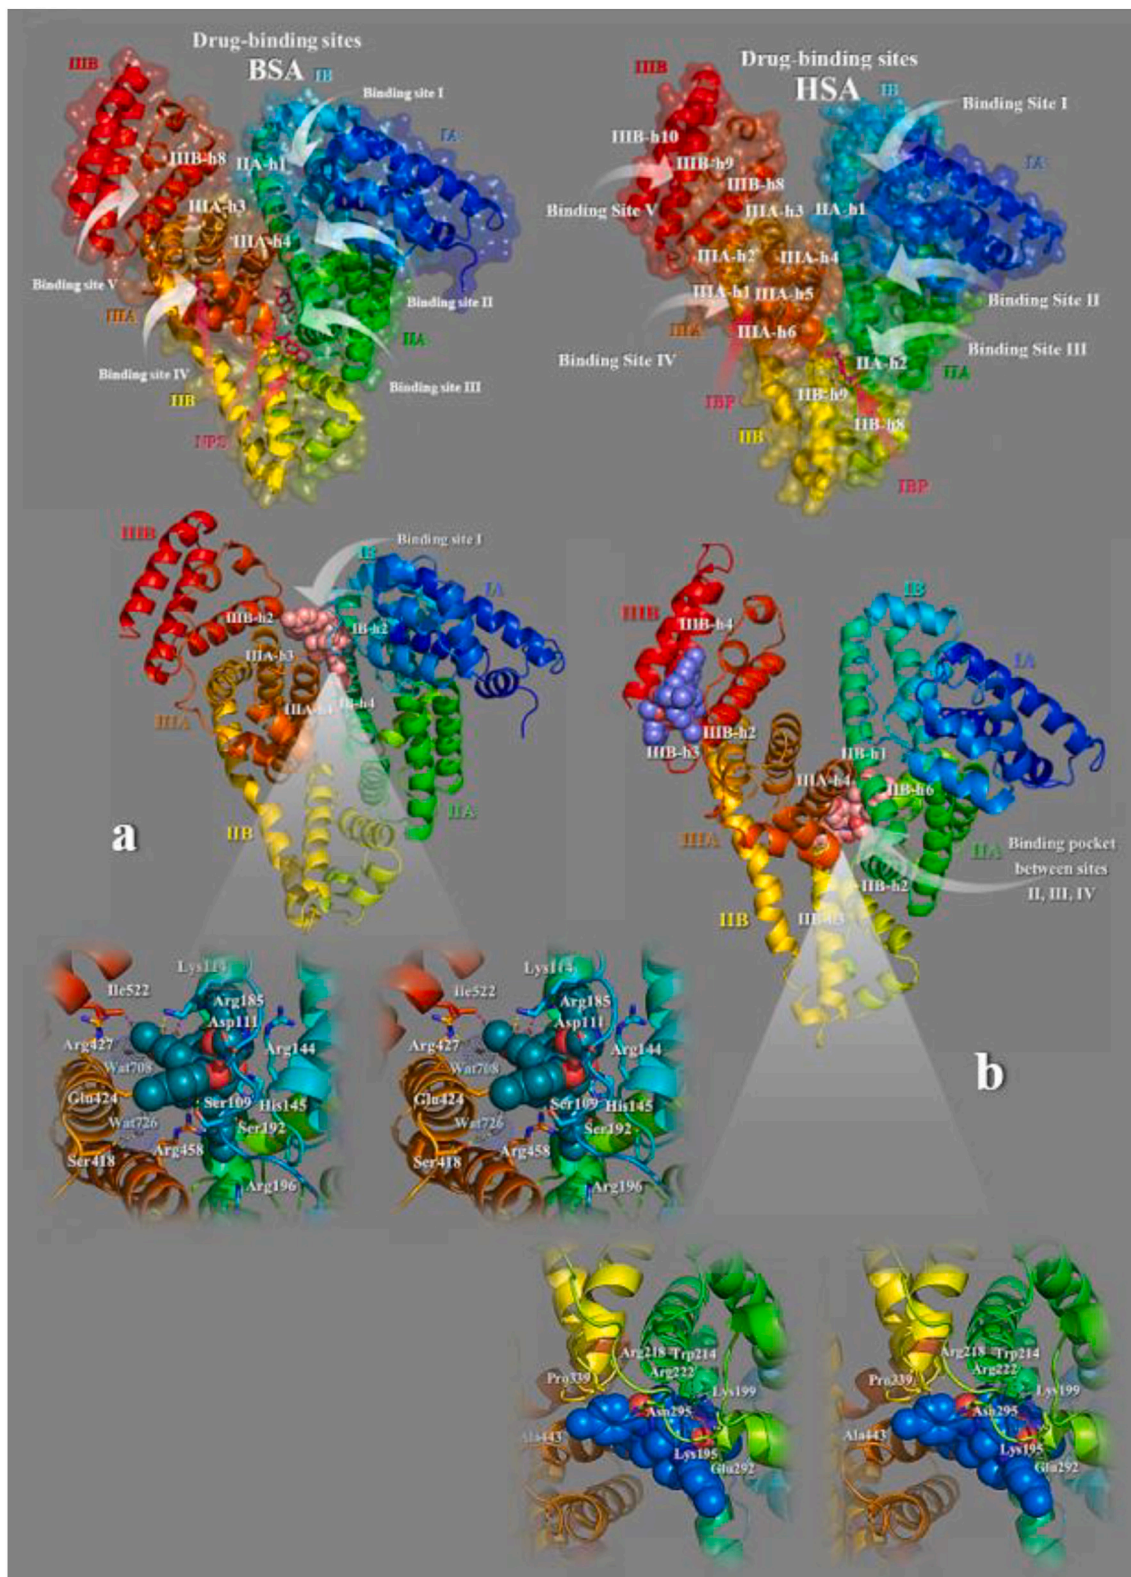 Drug-binding sites
BSA
IIIB
IB
Binding site I
IA
IIIB-h8
IIA-h1
IIIA-h3
IIIA-h4
Binding site V
Binding site II
IIIA
IIA
Binding site IV
Binding site III
IIB
NPS
Drug-binding sites
HSA
IIIB
IB
Binding Site I
IIIB-h10
IIIB-h9
IA
IIIB-h8
Binding Site V
IIIA-h3
IIA-h1
IIIA-h2
IIIA-h4
IIIA-h1
IIIA-h5
Binding Site II
IIIA
IIIA-h6
Binding Site III
Binding Site IV
IIA-h2
IIA
IBP
IIB-h9
IIB
IIB-h8
IBP
IIIB
Binding site I
IB
IA
IIIB-h2
IB-h2
IIIA-h3
IB-h4
IIIA
IIB
IIA
a
IB
IIIB
IIIB-h4
IA
IIIB-h2
IIIB-h3
IIB-h1
IIIA-h4
IIB-h6
IIIA
IIA
Binding pocket
between sites
II, III, IV
IIB-h2
IIB
IIB-h3
b
Lys114
Ile522
Arg185
Asp111
Arg427
Arg144
Wat708
Glu424
Ser109
His145
Wat726
Ser192
Ser418
Arg458
Arg196
Lys114
Ile522
Arg185
Asp111
Arg427
Arg144
Wat708
Glu424
Ser109
His145
Wat726
Ser192
Ser418
Arg458
Arg196
Arg218
Trp214
Arg222
Pro339
Lys199
Asn295
Ala443
Lys195
Glu292
Arg218
Trp214
Arg222
Pro339
Lys199
Asn295
Ala443
Lys195
Glu292